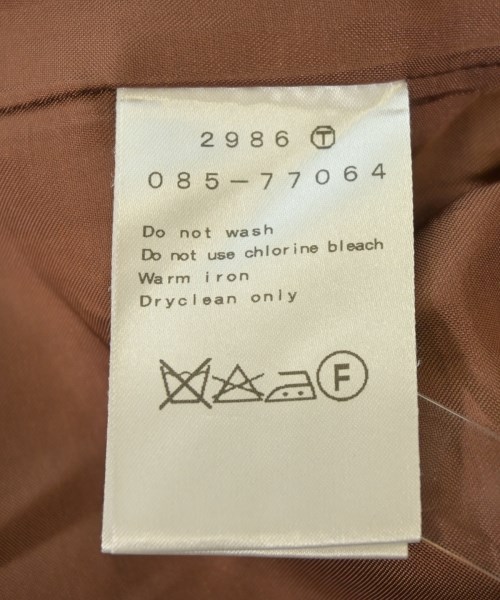 2986 Ⓣ
085-77064
Do not wash
Do not use chlorine bleach
Warm iron
Dryclean only
F